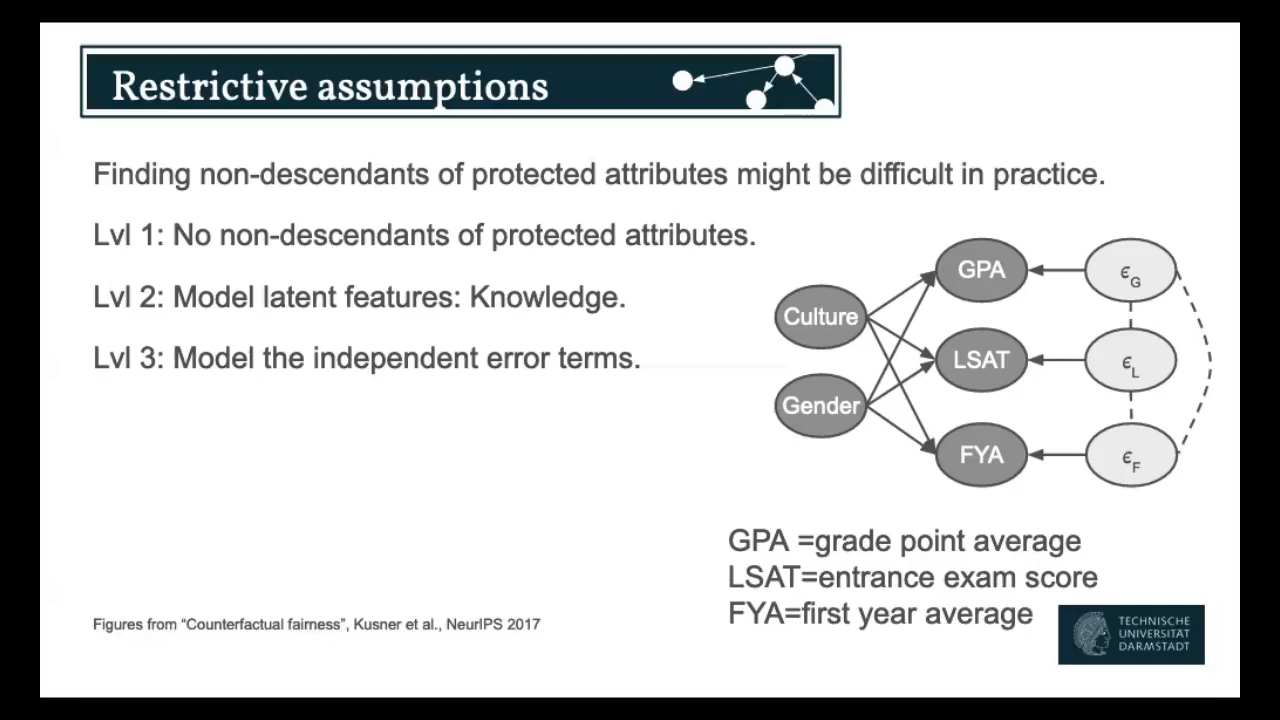 Restrictive assumptions
Finding non-descendants of protected attributes might be difficult in practice.
Lvl 1: No non-descendants of protected attributes.
Lvl 2: Model latent features: Knowledge.
Lvl 3: Model the independent error terms.
Culture
Gender
GPA
LSAT
FYA
ϵG
ϵL
ϵF
GPA =grade point average
LSAT=entrance exam score
FYA=first year average
Figures from “Counterfactual fairness”, Kusner et al., NeurIPS 2017
TECHNISCHE
UNIVERSITÄT
DARMSTADT